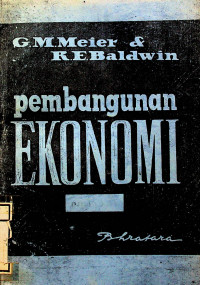 G.M.Meier &
R.E.Baldwin
pembangunan
EKONOMI
Bhratara